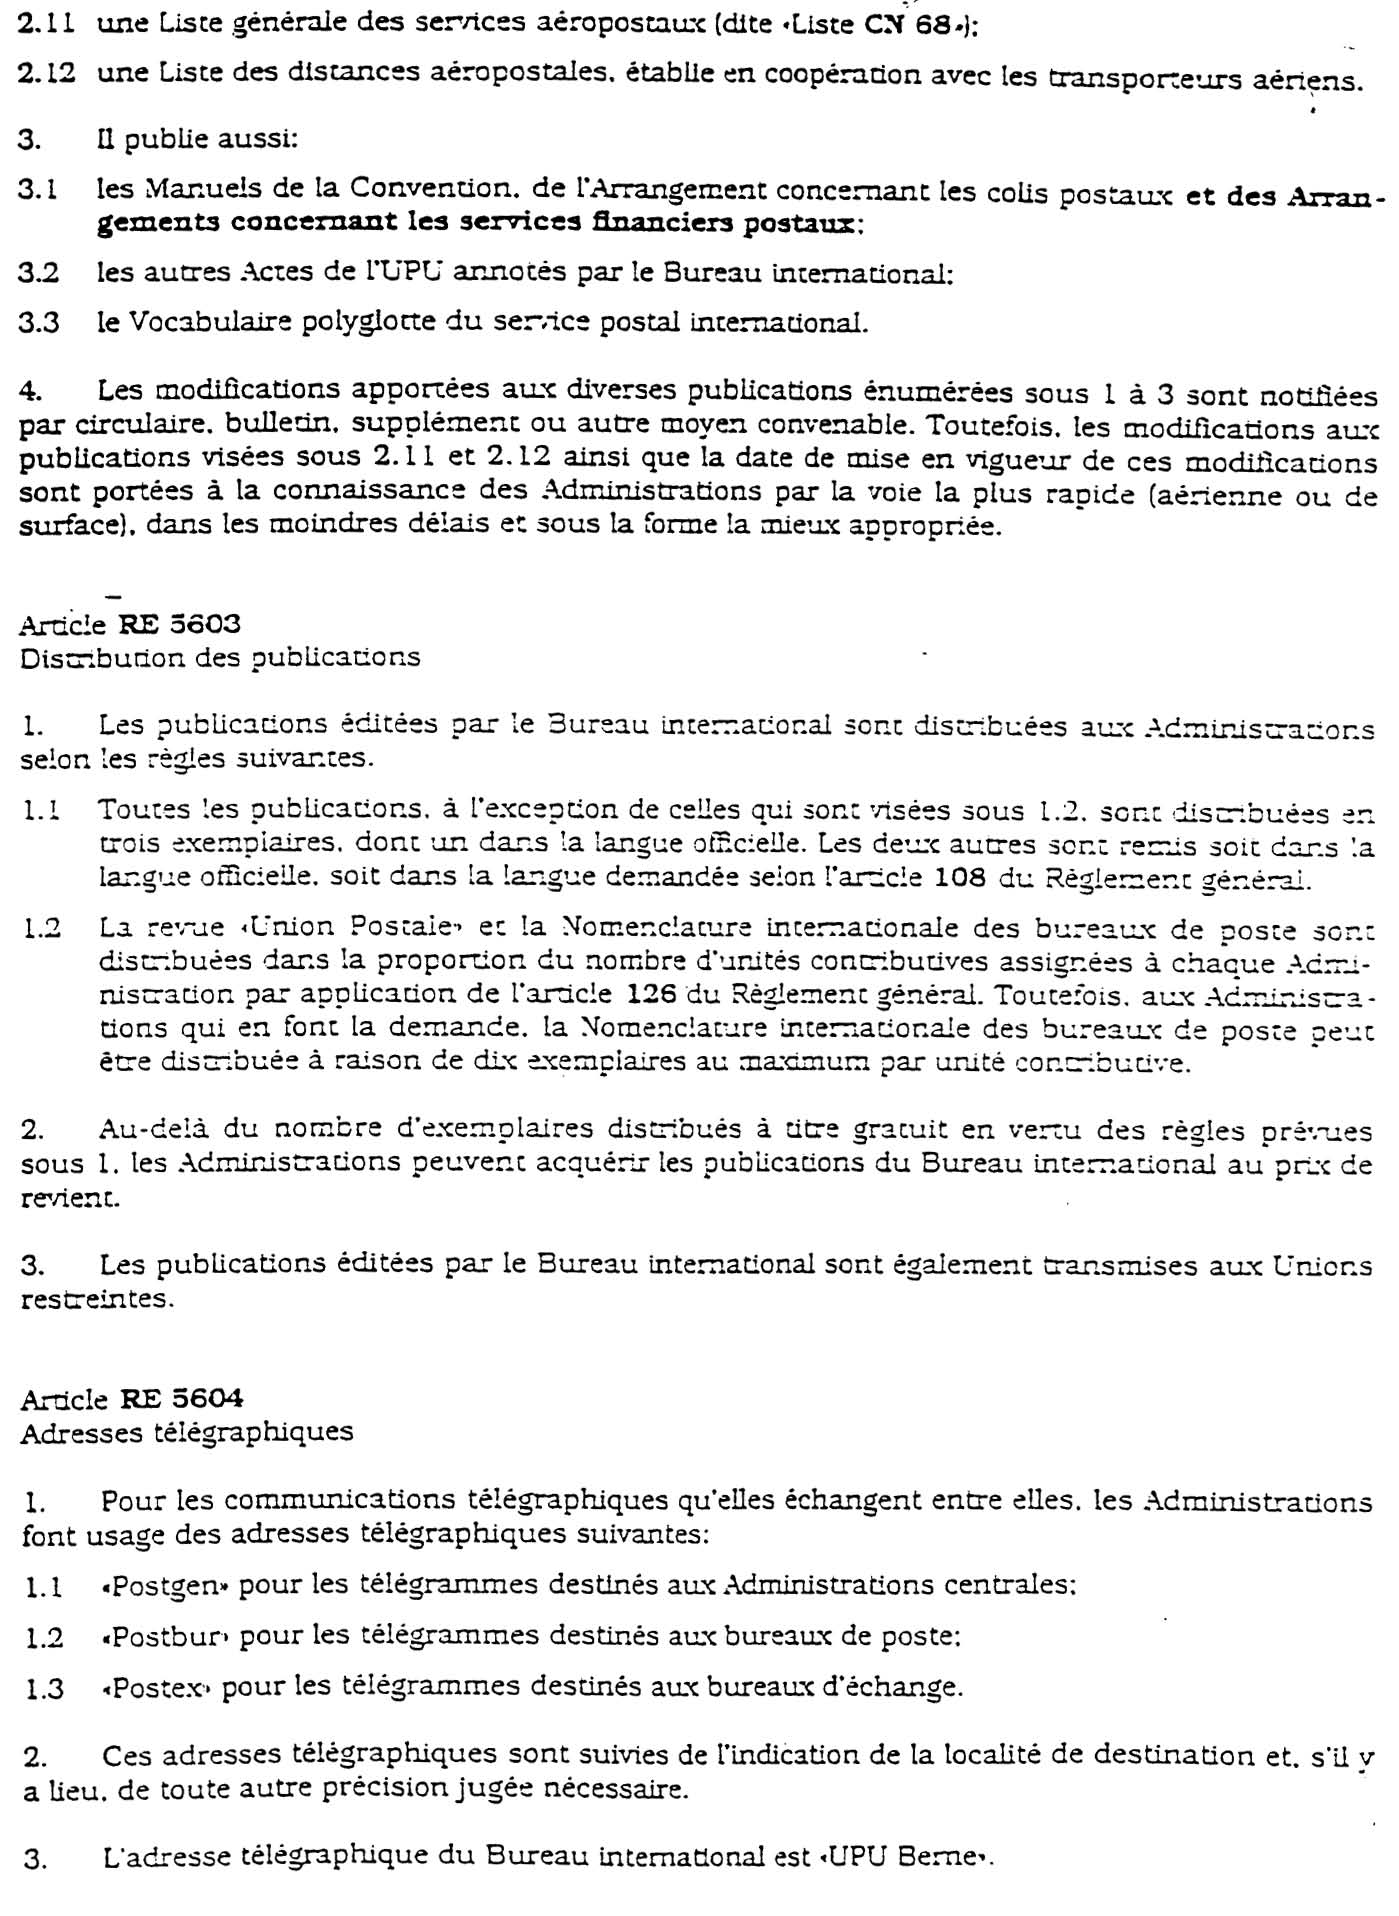 2.11 une Liste générale des services aéropostaux (dite «Liste CN 68»);
2.12 une Liste des distances aéropostales, établie en coopération avec les transporteurs aériens.
3. Il publie aussi:
3.1 les Manuels de la Convention, de l'Arrangement concernant les colis postaux et des Arran-
gements concernant les services financiers postaux;
3.2 les autres Actes de l'UPU annotés par le Bureau international;
3.3 le Vocabulaire polyglotte du service postal international.
4. Les modifications apportées aux diverses publications énumérées sous 1 à 3 sont notifiées
par circulaire, bulletin, supplément ou autre moyen convenable. Toutefois, les modifications aux
publications visées sous 2.11 et 2.12 ainsi que la date de mise en vigueur de ces modifications
sont portées à la connaissance des Administrations par la voie la plus rapide (aérienne ou de
surface), dans les moindres délais et sous la forme la mieux appropriée.
Article RE 5603
Distribution des publications
1. Les publications éditées par le Bureau international sont distribuées aux Administrations
selon les règles suivantes.
1.1 Toutes les publications, à l'exception de celles qui sont visées sous 1.2, sont distribuées en
trois exemplaires, dont un dans la langue officielle. Les deux autres sont remis soit dans la
langue officielle, soit dans la langue demandée selon l'article 108 du Règlement général.
1.2 La revue «Union Postale» et la Nomenclature internationale des bureaux de poste sont
distribuées dans la proportion du nombre d'unités contributives assignées à chaque Admi-
nistration par application de l'article 126 du Règlement général. Toutefois, aux Administra-
tions qui en font la demande, la Nomenclature internationale des bureaux de poste peut
être distribuée à raison de dix exemplaires au maximum par unité contributive.
2. Au-delà du nombre d'exemplaires distribués à titre gratuit en vertu des règles prévues
sous 1, les Administrations peuvent acquérir les publications du Bureau international au prix de
revient.
3. Les publications éditées par le Bureau international sont également transmises aux Unions
restreintes.
Article RE 5604
Adresses télégraphiques
1. Pour les communications télégraphiques qu'elles échangent entre elles, les Administrations
font usage des adresses télégraphiques suivantes:
1.1 «Postgen» pour les télégrammes destinés aux Administrations centrales;
1.2 «Postbur» pour les télégrammes destinés aux bureaux de poste;
1.3 «Postex» pour les télégrammes destinés aux bureaux d'échange.
2. Ces adresses télégraphiques sont suivies de l'indication de la localité de destination et, s'il y
a lieu, de toute autre précision jugée nécessaire.
3. L'adresse télégraphique du Bureau international est «UPU Berne».